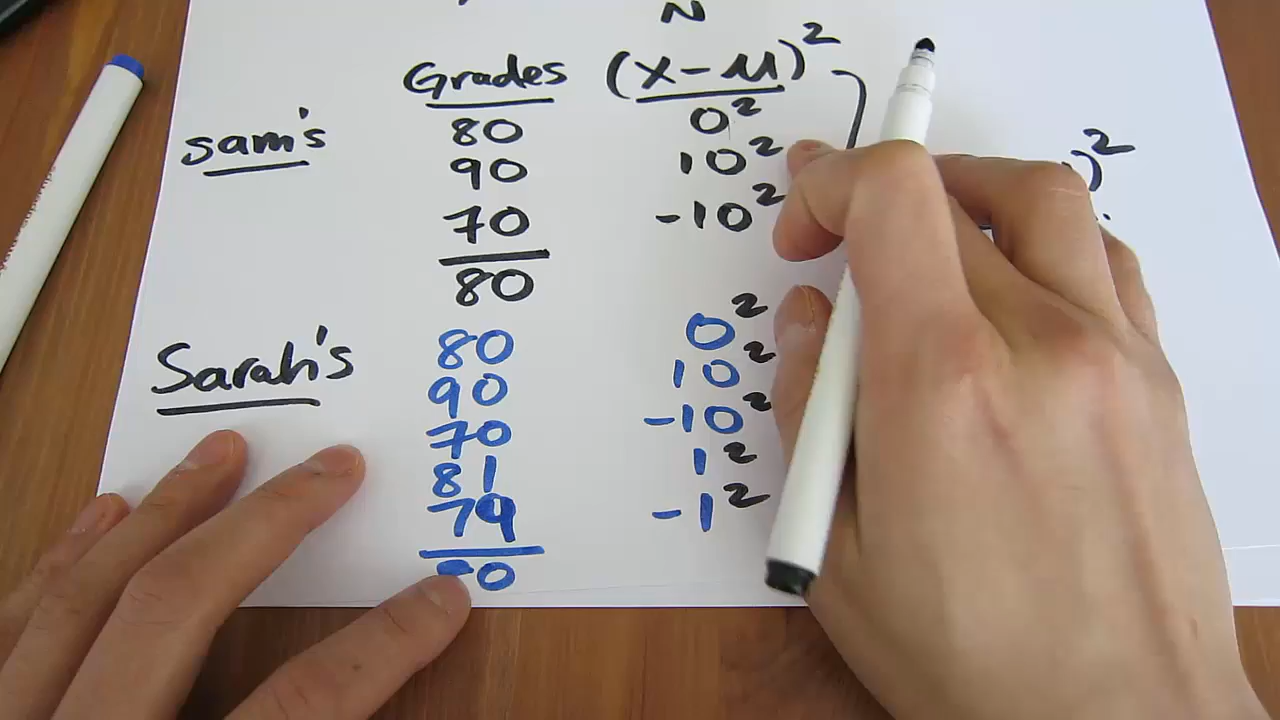 N
Grades (x-μ)²
sam's 80 0²
90 10²
70 -10²
80
)²
Sarah's 80 0²
90 10²
70 -10²
81 1²
79 -1²
80